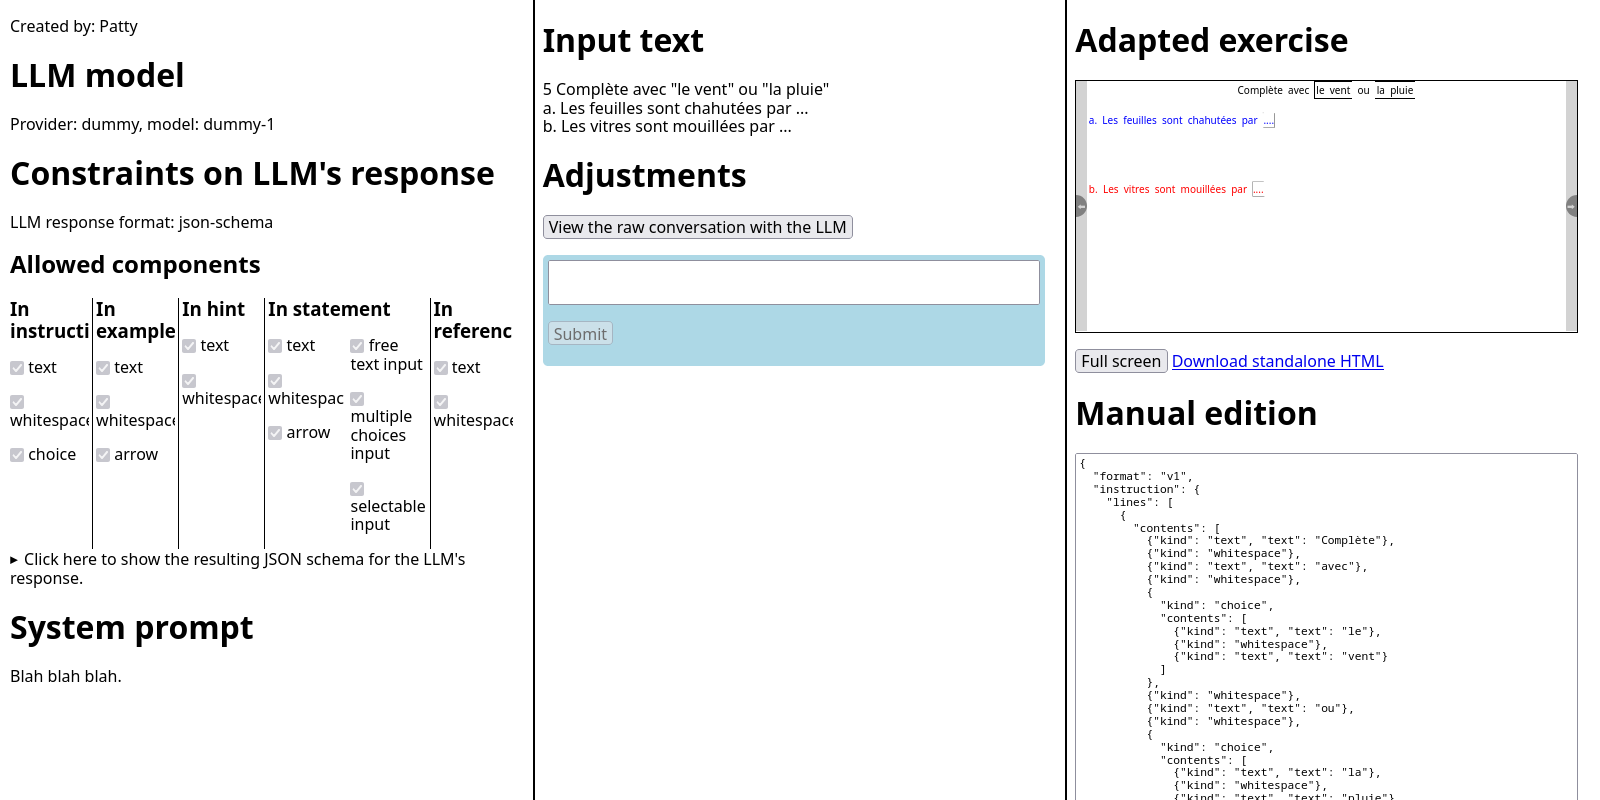 Created by: Patty
LLM model
Provider: dummy, model: dummy-1
Constraints on LLM's response
LLM response format: json-schema
Allowed components
In
instructi
text
whitespace
choice
In
example
text
whitespace
arrow
In hint
text
whitespace
In statement
text
whitespac
arrow
free
text input
multiple
choices
input
selectable
input
In
referenc
text
whitespace
▸ Click here to show the resulting JSON schema for the LLM's
response.
System prompt
Blah blah blah.
Input text
5 Complète avec "le vent" ou "la pluie"
a. Les feuilles sont chahutées par ...
b. Les vitres sont mouillées par ...
Adjustments
View the raw conversation with the LLM
Submit
Adapted exercise
Complète avec le vent ou la pluie
a. Les feuilles sont chahutées par ....
b. Les vitres sont mouillées par ....
Full screen Download standalone HTML
Manual edition
{
"format": "v1",
"instruction": {
"lines": [
{
"contents": [
{"kind": "text", "text": "Complète"},
{"kind": "whitespace"},
{"kind": "text", "text": "avec"},
{"kind": "whitespace"},
{
"kind": "choice",
"contents": [
{"kind": "text", "text": "le"},
{"kind": "whitespace"},
{"kind": "text", "text": "vent"}
]
},
{"kind": "whitespace"},
{"kind": "text", "text": "ou"},
{"kind": "whitespace"},
{
"kind": "choice",
"contents": [
{"kind": "text", "text": "la"},
{"kind": "whitespace"},
{"kind": "text", "text": "pluie"}